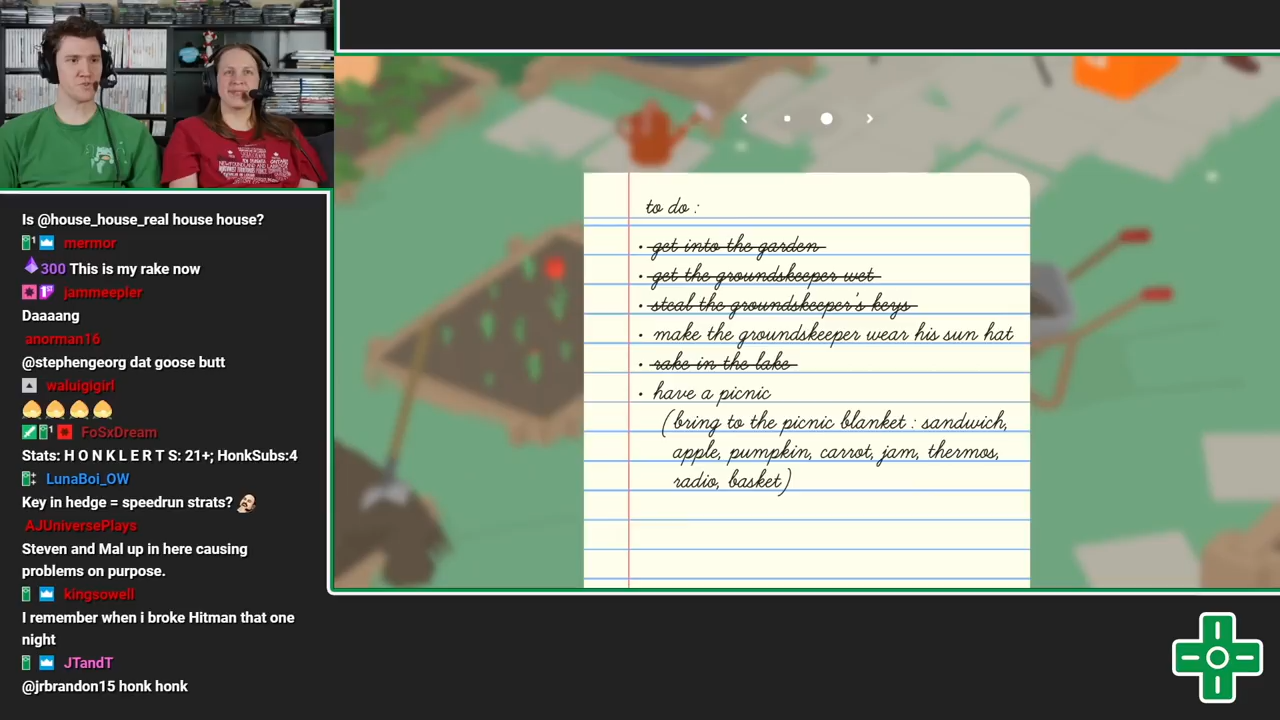 Is @house_house_real house house?
mermor
300 This is my rake now
jammeepler
Daaaang
anorman16
@stephengeorg dat goose butt
waluigigirl
FoSxDream
Stats: H O N K L E R T S: 21+; HonkSubs:4
LunaBoi_OW
Key in hedge = speedrun strats?
AJUniversePlays
Steven and Mal up in here causing
problems on purpose.
kingsowell
I remember when i broke Hitman that one
night
JTandT
@jrbrandon15 honk honk
to do :
• get into the garden
• get the groundskeeper wet
• steal the groundskeeper's keys
• make the groundskeeper wear his sun hat
• rake in the lake
• have a picnic
(bring to the picnic blanket : sandwich,
apple, pumpkin, carrot, jam, thermos,
radio, basket)